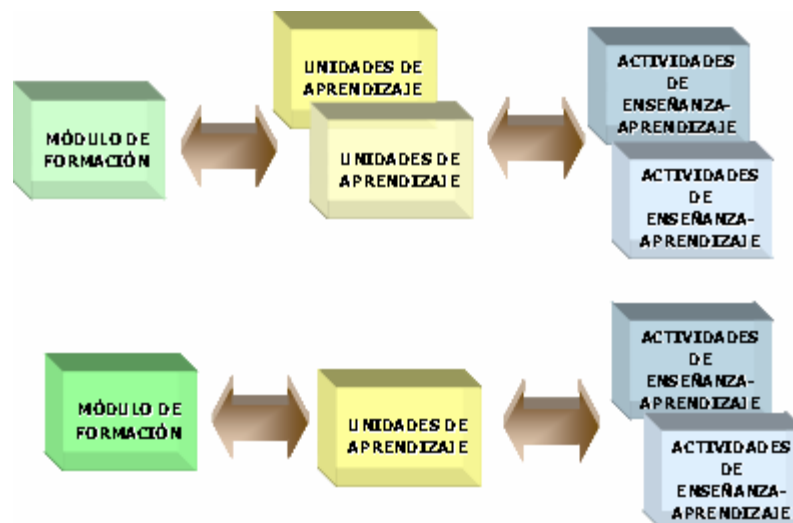 MÓDULO DE
FORMACIÓN
UNIDADES DE
APRENDIZAJE
UNIDADES DE
APRENDIZAJE
ACTIVIDADES
DE
ENSEÑANZA-
APRENDIZAJE
ACTIVIDADES
DE
ENSEÑANZA-
APRENDIZAJE
MÓDULO DE
FORMACIÓN
UNIDADES DE
APRENDIZAJE
ACTIVIDADES
DE
ENSEÑANZA-
APRENDIZAJE
ACTIVIDADES
DE
ENSEÑANZA-
APRENDIZAJE